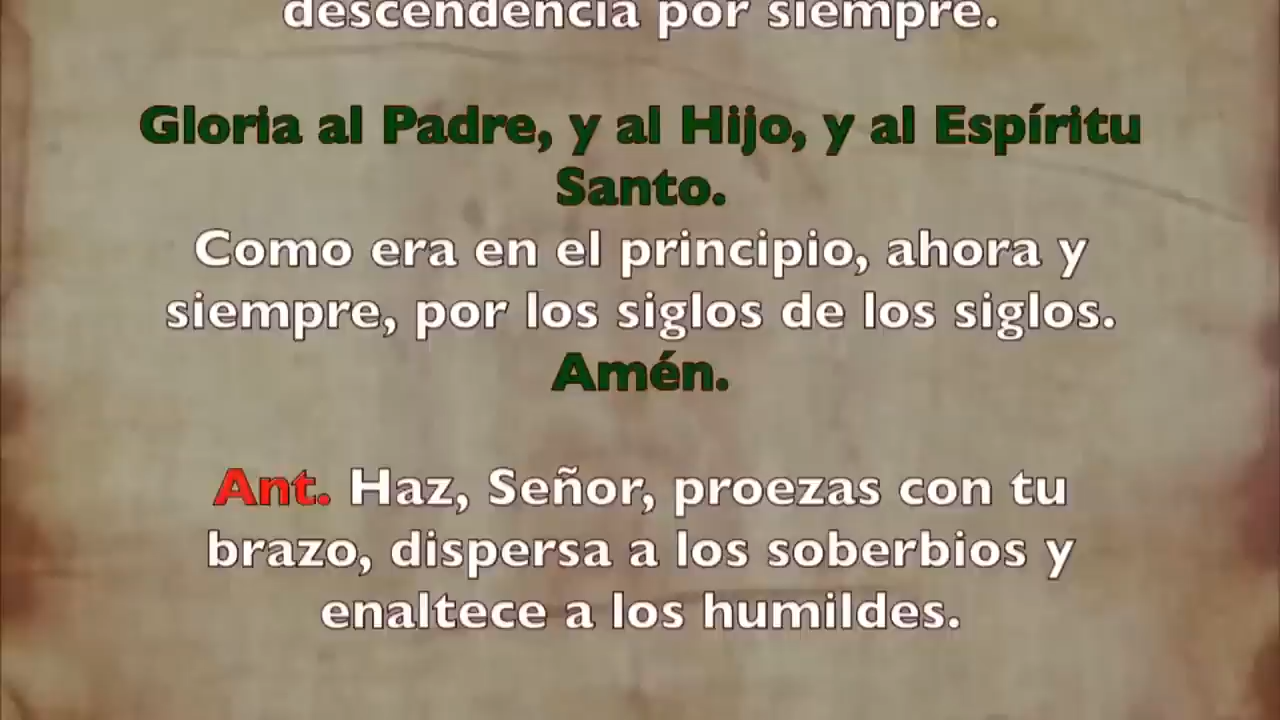 descendencia por siempre.
Gloria al Padre, y al Hijo, y al Espíritu
Santo.
Como era en el principio, ahora y
siempre, por los siglos de los siglos.
Amén.
Ant. Haz, Señor, proezas con tu
brazo, dispersa a los soberbios y
enaltece a los humildes.